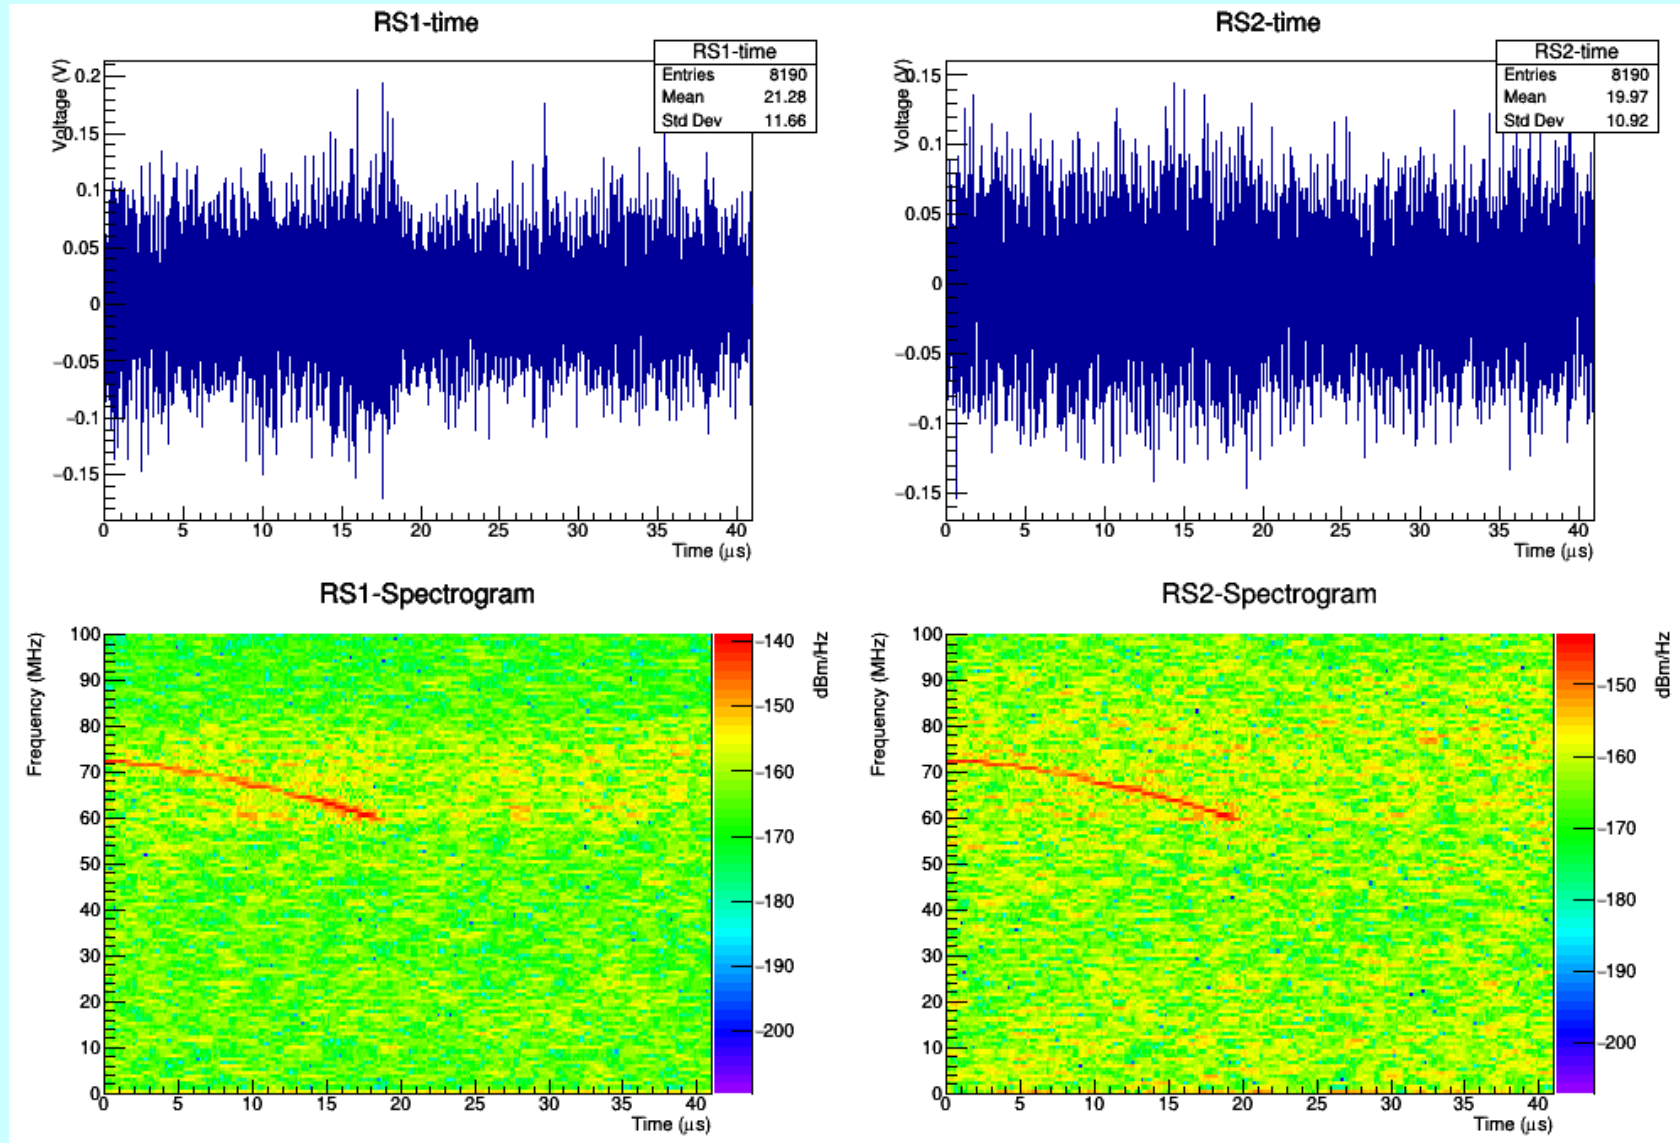 RS1-time
RS1-time
Entries 8190
Mean 21.28
Std Dev 11.66
Voltage (V)
0.2
0.15
0.1
0.05
0
−0.05
−0.1
−0.15
0 5 10 15 20 25 30 35 40
Time (μs)
RS2-time
RS2-time
Entries 8190
Mean 19.97
Std Dev 10.92
Voltage (V)
0.15
0.1
0.05
0
−0.05
−0.1
−0.15
0 5 10 15 20 25 30 35 40
Time (μs)
RS1-Spectrogram
Frequency (MHz)
100
90
80
70
60
50
40
30
20
10
0
0 5 10 15 20 25 30 35 40
Time (μs)
dBm/Hz
−140
−150
−160
−170
−180
−190
−200
RS2-Spectrogram
Frequency (MHz)
100
90
80
70
60
50
40
30
20
10
0
0 5 10 15 20 25 30 35 40
Time (μs)
dBm/Hz
−150
−160
−170
−180
−190
−200